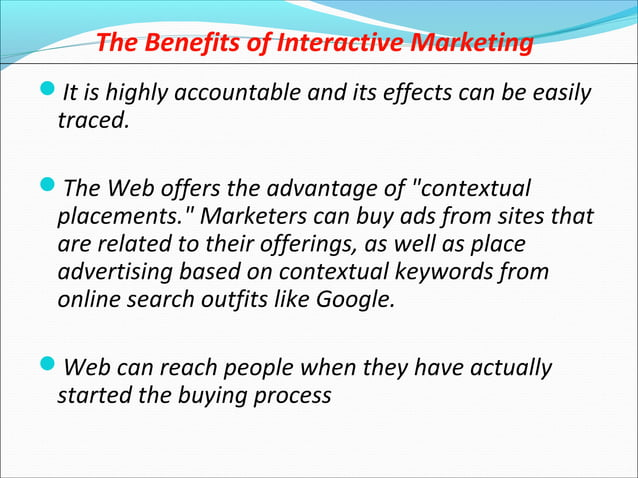 The Benefits of Interactive Marketing
It is highly accountable and its effects can be easily
traced.
The Web offers the advantage of "contextual
placements." Marketers can buy ads from sites that
are related to their offerings, as well as place
advertising based on contextual keywords from
online search outfits like Google.
Web can reach people when they have actually
started the buying process